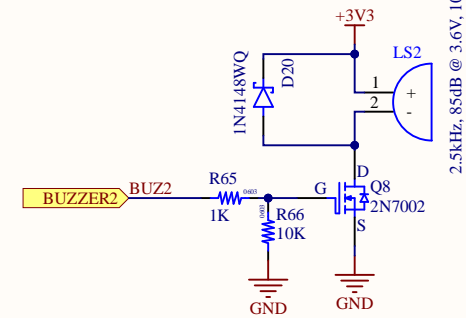 +3V3
LS2
1
+
2
-
2.5kHz, 85dB @ 3.6V, 10
1N4148WQ
D20
D
G
Q8
2N7002
S
BUZZER2
BUZ2
R65
0603
1K
0603
R66
10K
GND
GND